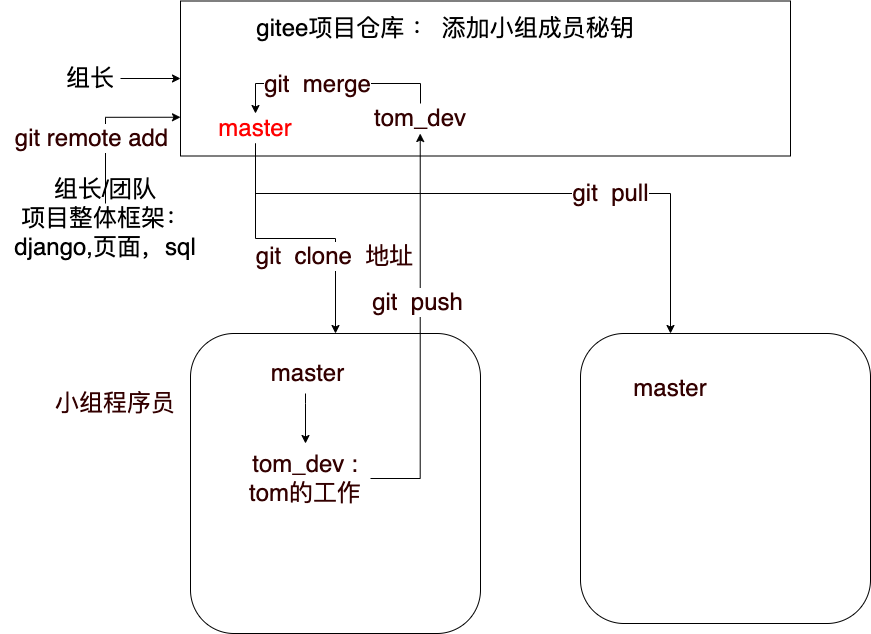 gitee项目仓库： 添加小组成员秘钥
组长
git merge
tom_dev
master
git remote add
组长/团队
项目整体框架：
django,页面，sql
git pull
git clone 地址
git push
master
master
小组程序员
tom_dev :
tom的工作